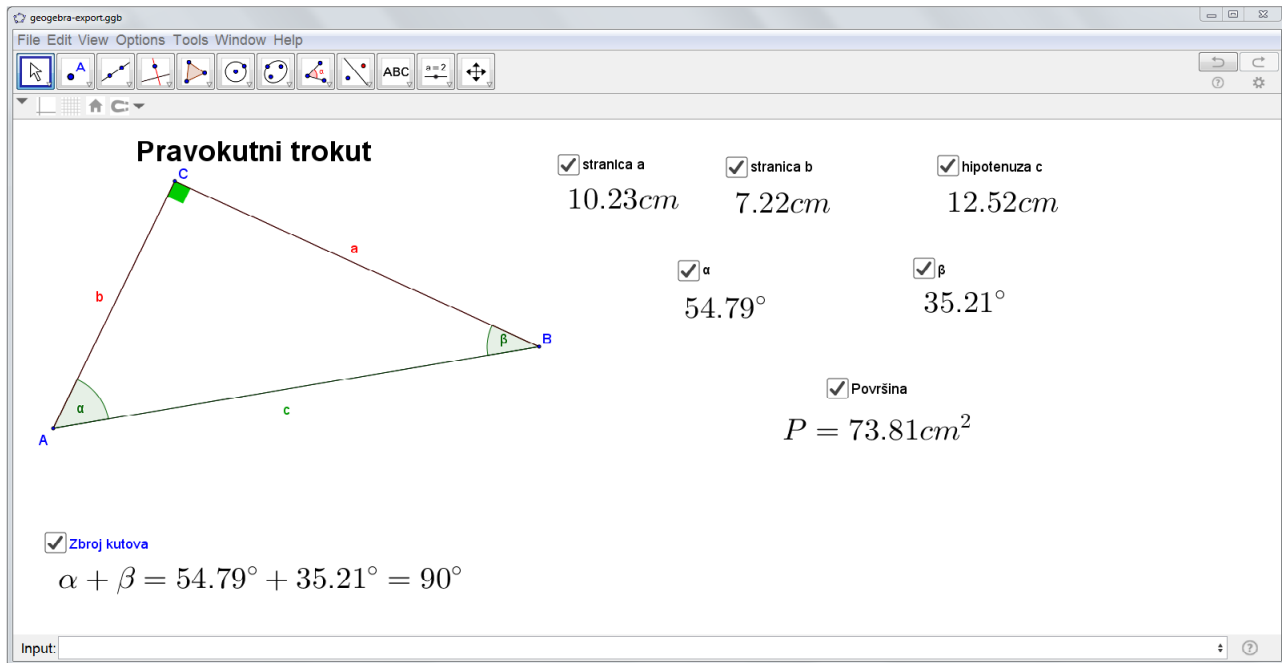 geogebra-export.ggb
File Edit View Options Tools Window Help
A α ABC a=2
Pravokutni trokut
stranica a
stranica b
hipotenuza c
10.23cm
7.22cm
12.52cm
C
a
b
α
β
54.79°
35.21°
β
B
α
c
A
Površina
P = 73.81cm²
Zbroj kutova
α + β = 54.79° + 35.21° = 90°
Input: